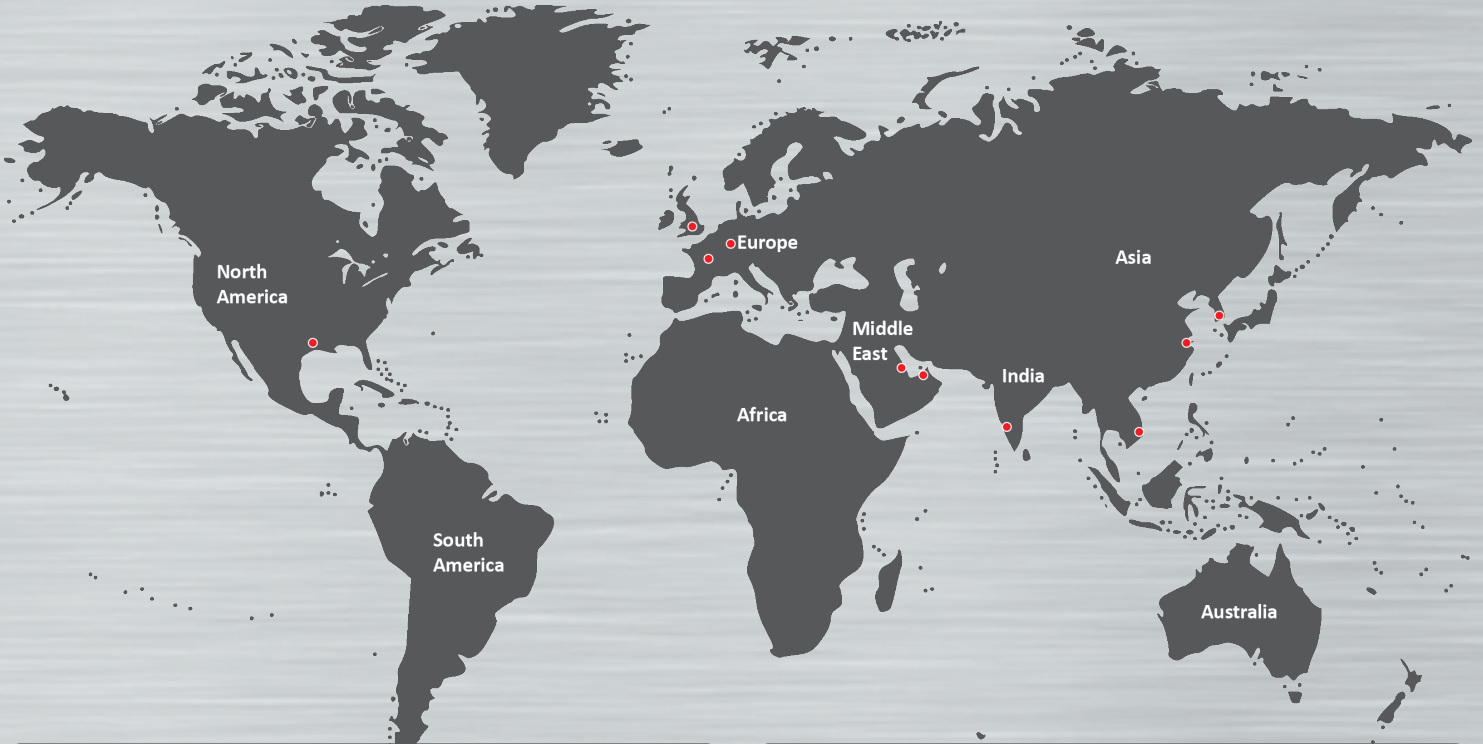 North
America
Europe
Asia
Middle
East
India
Africa
South
America
Australia